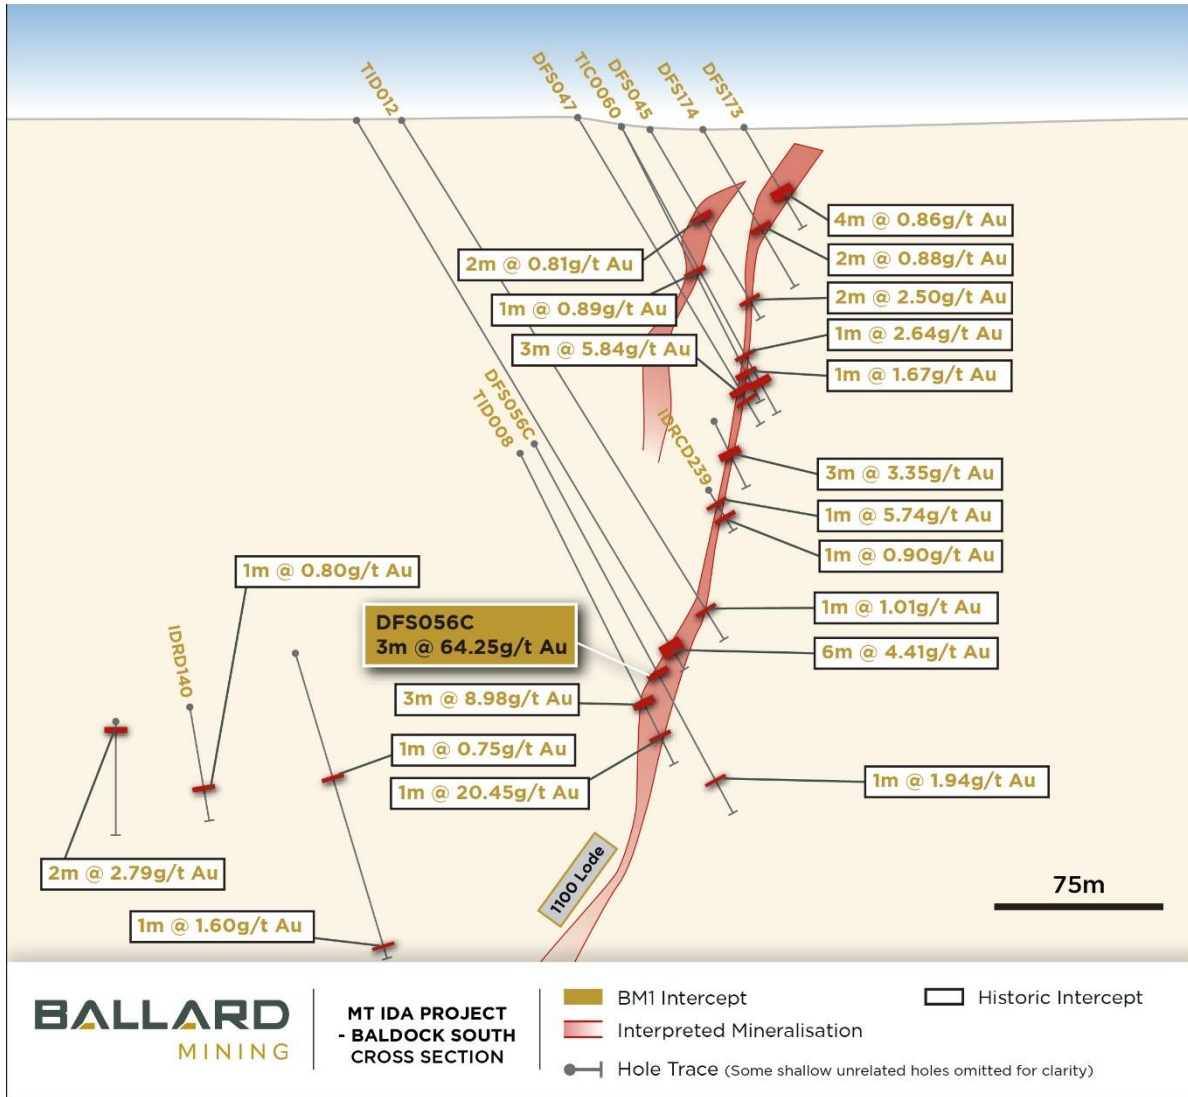 TID012
DFS047
TIC0060
DFS045
DFS174
DFS173
4m @ 0.86g/t Au
2m @ 0.88g/t Au
2m @ 0.81g/t Au
2m @ 2.50g/t Au
1m @ 0.89g/t Au
1m @ 2.64g/t Au
3m @ 5.84g/t Au
1m @ 1.67g/t Au
DFS056C
TID008
IDRCD239
3m @ 3.35g/t Au
1m @ 5.74g/t Au
1m @ 0.90g/t Au
1m @ 0.80g/t Au
1m @ 1.01g/t Au
DFS056C
3m @ 64.25g/t Au
6m @ 4.41g/t Au
IDRD140
3m @ 8.98g/t Au
1m @ 0.75g/t Au
1m @ 20.45g/t Au
1m @ 1.94g/t Au
2m @ 2.79g/t Au
1100 Lode
75m
1m @ 1.60g/t Au
BALLARD
MINING
MT IDA PROJECT
- BALDOCK SOUTH
CROSS SECTION
BM1 Intercept
Historic Intercept
Interpreted Mineralisation
Hole Trace (Some shallow unrelated holes omitted for clarity)